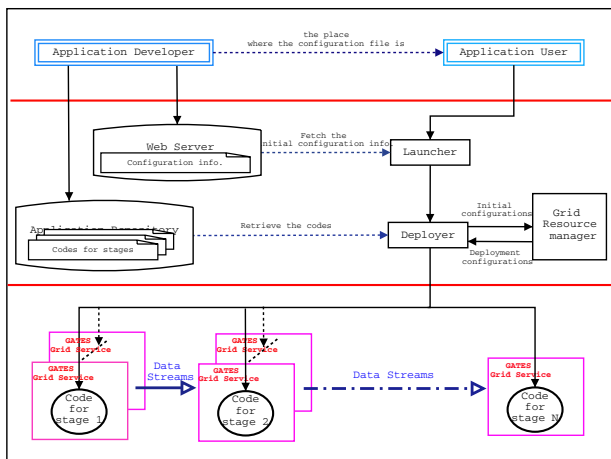 the place
where the configuration file is
Application Developer
Application User
Web Server
Configuration info.
Fetch the
initial configuration info.
Launcher
Application Repository
Codes for stages
Retrieve the codes
Deployer
Initial
configurations
Deployment
configurations
Grid
Resource
manager
GATES
Grid Service
GATES
Grid Service
Code
for
stage 1
Data
Streams
GATES
Grid Service
GATES
Grid Service
Code
for
stage 2
Data Streams
GATES
Grid Service
Code
for
stage N